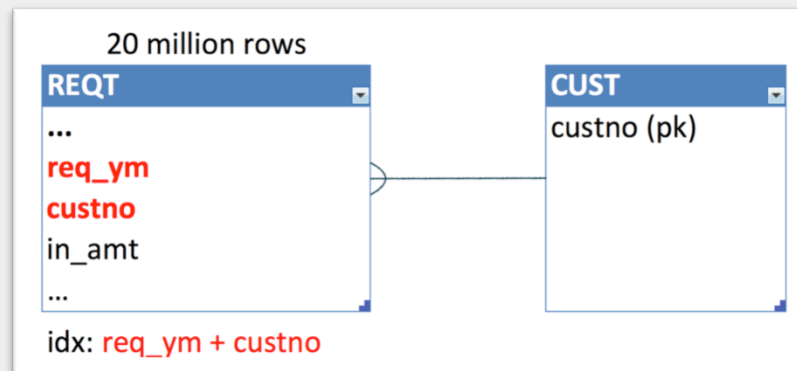 20 million rows
REQT
...
req_ym
custno
in_amt
...
idx: req_ym + custno
CUST
custno (pk)